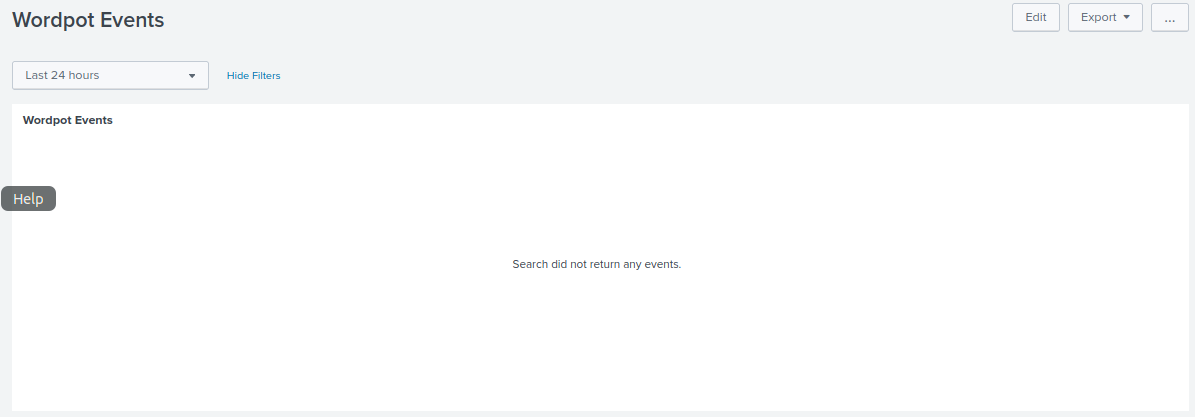 Wordpot Events
Edit
Export
...
Last 24 hours
Hide Filters
Wordpot Events
Help
Search did not return any events.